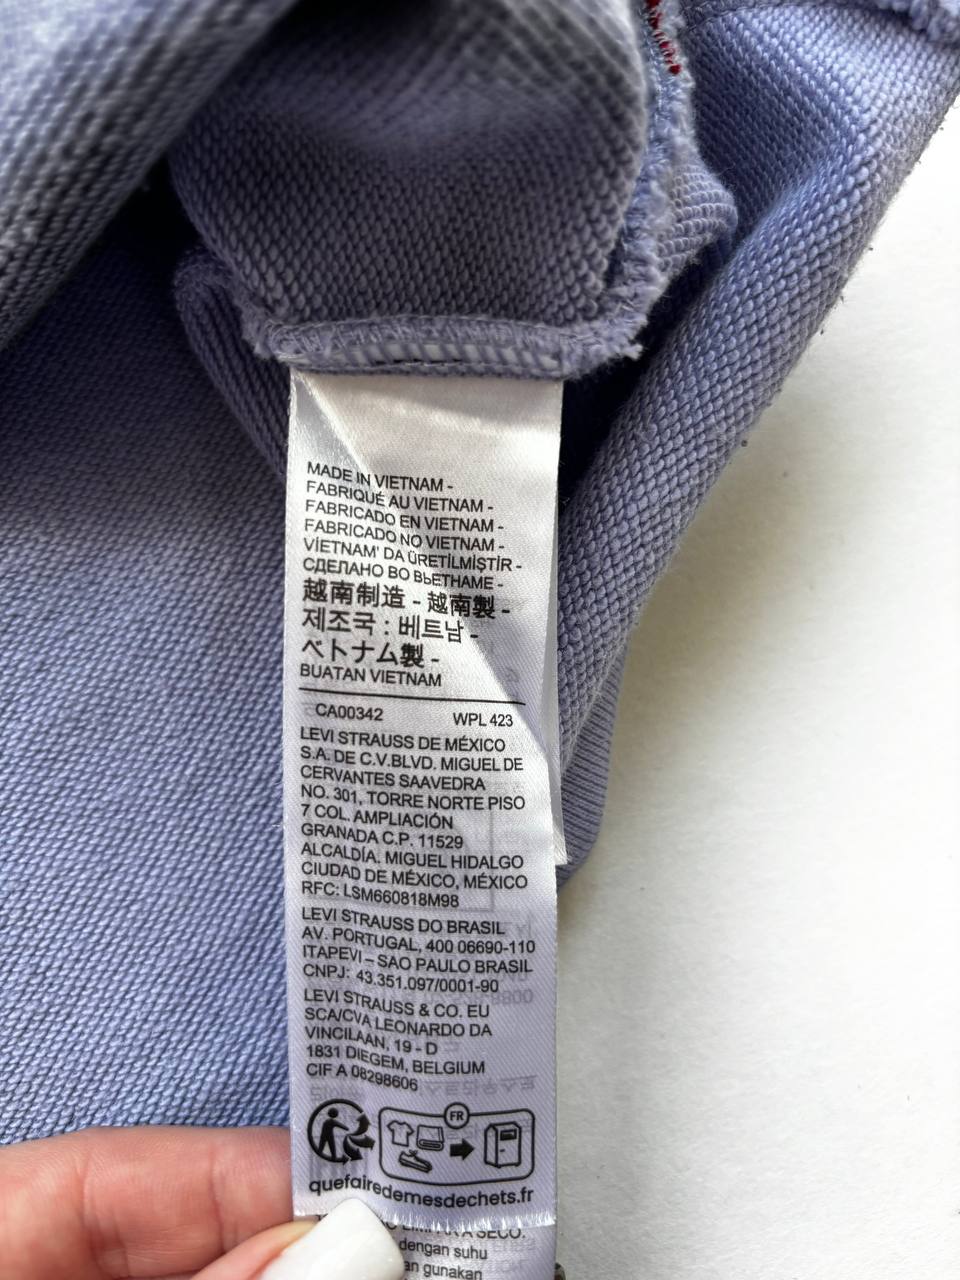 MADE IN VIETNAM -
FABRIQUÉ AU VIETNAM -
FABRICADO EN VIETNAM -
FABRICADO NO VIETNAM -
VİETNAM' DA ÜRETİLMİŞTİR -
СДЕЛАНО ВО ВЬЕТНАМЕ -
越南制造 - 越南製 -
제조국 : 베트남 -
ベトナム製 -
BUATAN VIETNAM
CA00342 WPL 423
LEVI STRAUSS DE MÉXICO
S.A. DE C.V.BLVD. MIGUEL DE
CERVANTES SAAVEDRA
NO. 301, TORRE NORTE PISO
7 COL. AMPLIACIÓN
GRANADA C.P. 11529
ALCALDÍA. MIGUEL HIDALGO
CIUDAD DE MÉXICO, MÉXICO
RFC: LSM660818M98
LEVI STRAUSS DO BRASIL
AV. PORTUGAL, 400 06690-110
ITAPEVI – SAO PAULO BRASIL
CNPJ: 43.351.097/0001-90
LEVI STRAUSS & CO. EU
SCA/CVA LEONARDO DA
VINCILAAN, 19 - D
1831 DIEGEM, BELGIUM
CIF A 08298606
FR
quefairedemesdechets.fr
A SECO.
dengan suhu
gunakan